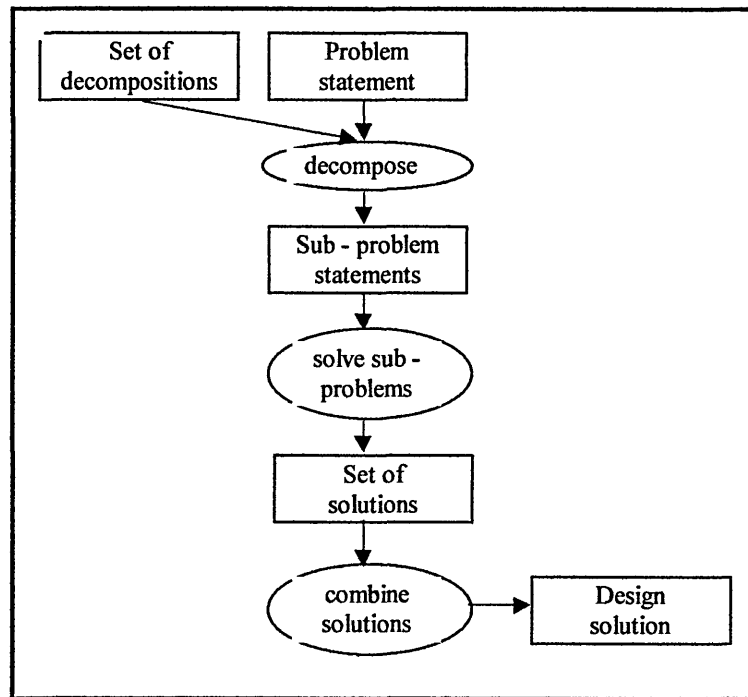 Set of
decompositions
Problem
statement
decompose
Sub - problem
statements
solve sub -
problems
Set of
solutions
combine
solutions
Design
solution